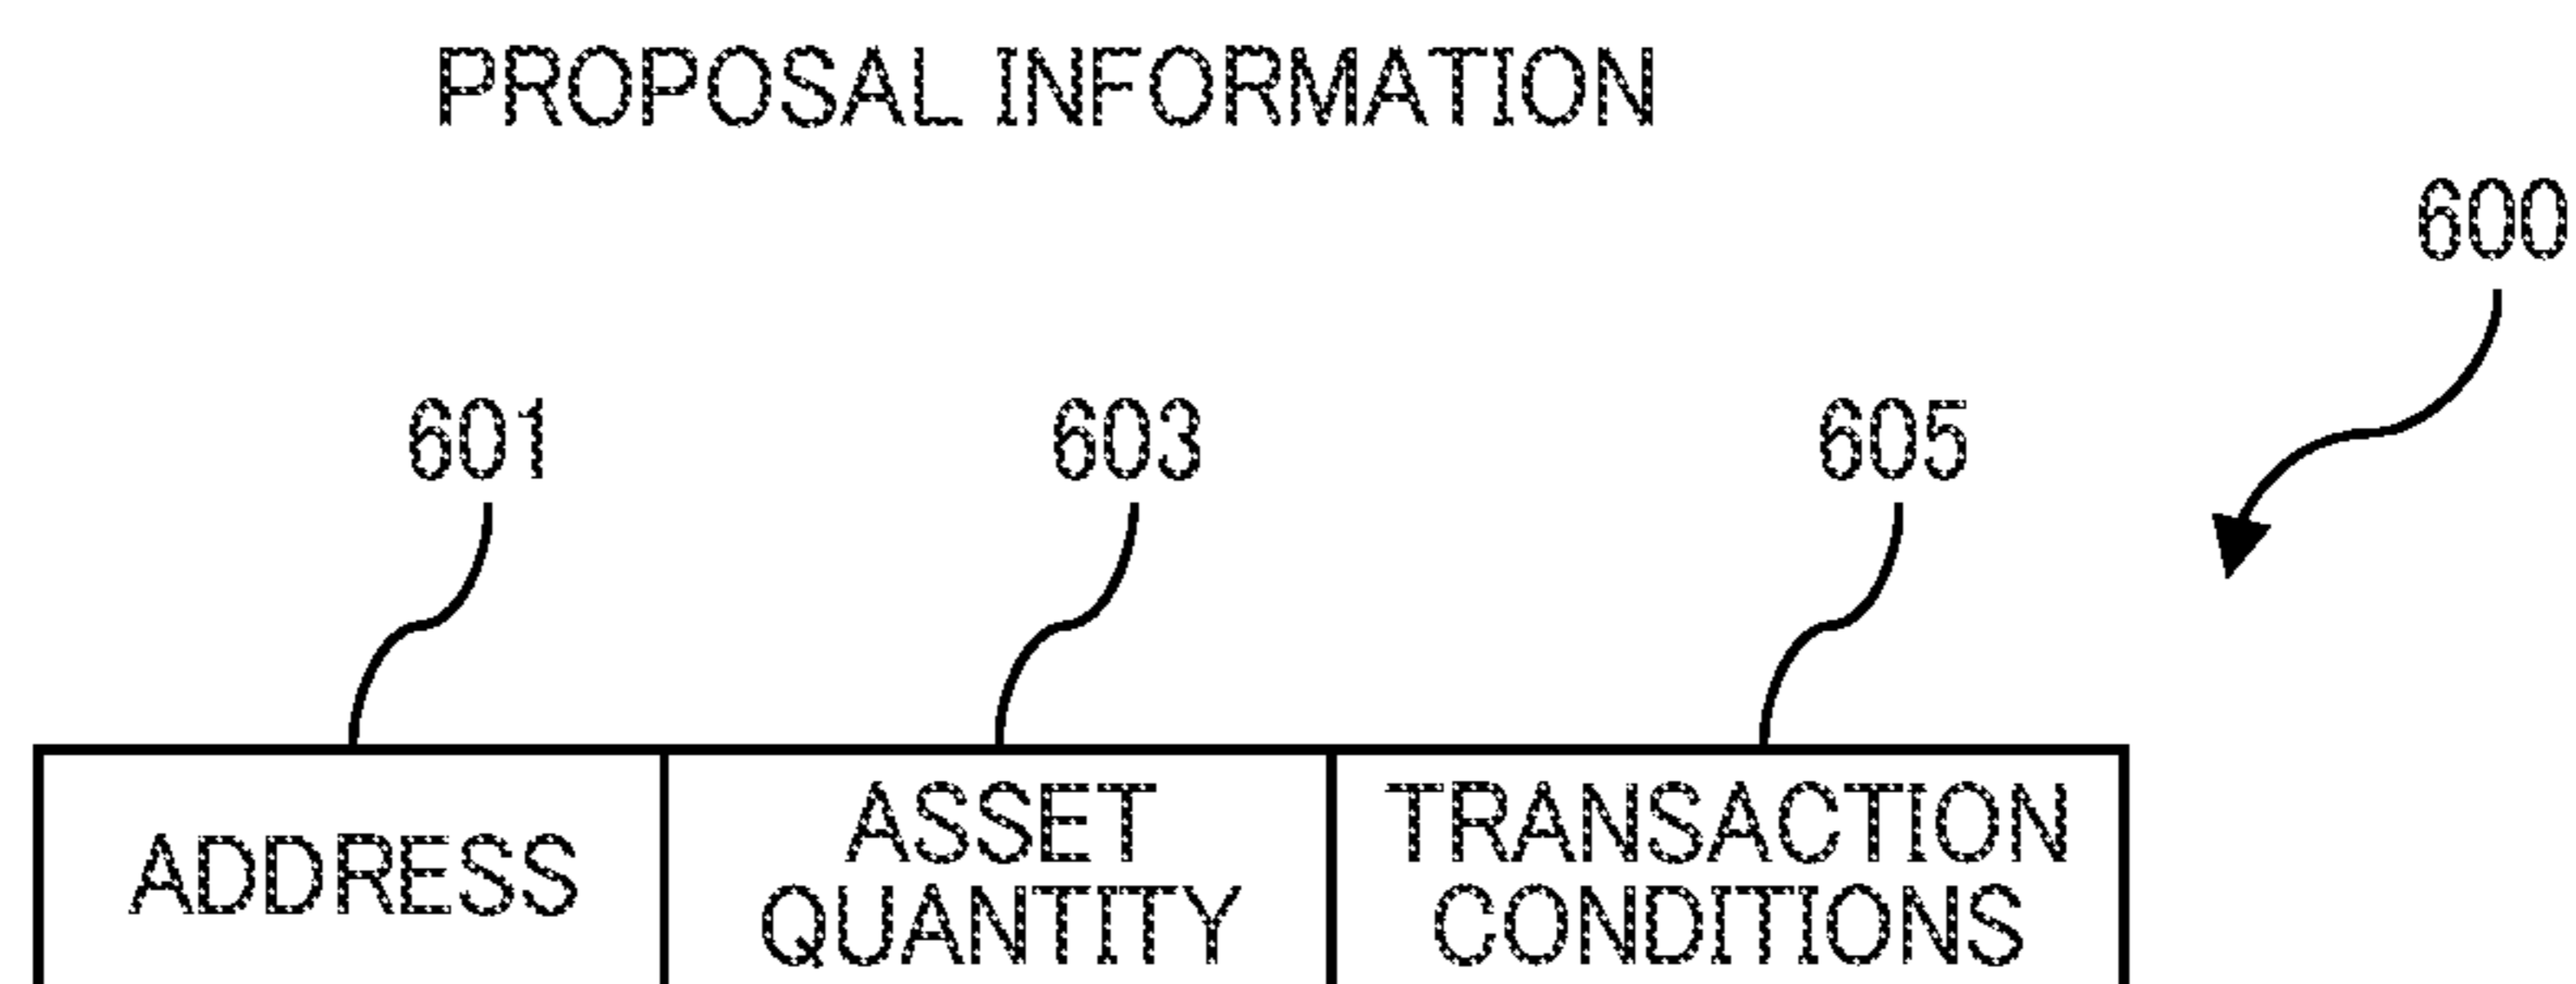 PROPOSAL INFORMATION
600
601
603
605
ADDRESS
ASSET
QUANTITY
TRANSACTION
CONDITIONS